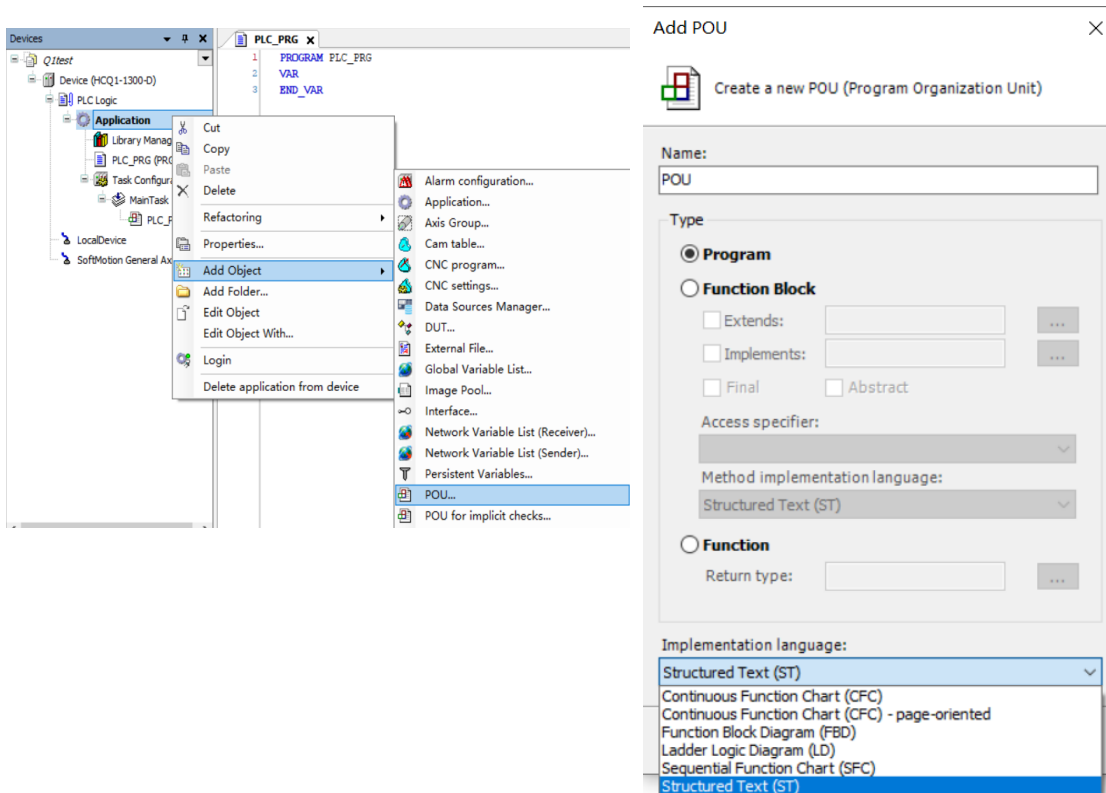 Devices
Q1test
Device (HCQ1-1300-D)
PLC Logic
Application
Library Manag
PLC_PRG (PRG
Task Configura
MainTask
PLC_P
LocalDevice
SoftMotion General Ax
PLC_PRG
1 PROGRAM PLC_PRG
2 VAR
3 END_VAR
Cut
Copy
Paste
Delete
Refactoring
Properties...
Add Object
Add Folder...
Edit Object
Edit Object With...
Login
Delete application from device
Alarm configuration...
Application...
Axis Group...
Cam table...
CNC program...
CNC settings...
Data Sources Manager...
DUT...
External File...
Global Variable List...
Image Pool...
Interface...
Network Variable List (Receiver)...
Network Variable List (Sender)...
Persistent Variables...
POU...
POU for implicit checks...
Add POU
Create a new POU (Program Organization Unit)
Name:
POU
Type
Program
Function Block
Extends:
...
Implements:
...
Final Abstract
Access specifier:
Method implementation language:
Structured Text (ST)
Function
Return type:
...
Implementation language:
Structured Text (ST)
Continuous Function Chart (CFC)
Continuous Function Chart (CFC) - page-oriented
Function Block Diagram (FBD)
Ladder Logic Diagram (LD)
Sequential Function Chart (SFC)
Structured Text (ST)